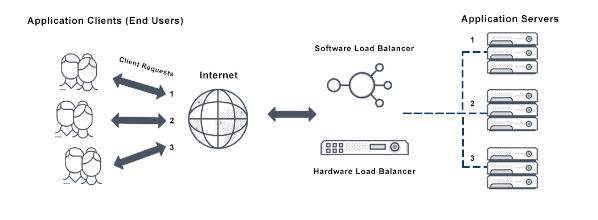 Application Clients (End Users)
Application Servers
Client Requests
Internet
Software Load Balancer
1
2
3
1
2
3
Hardware Load Balancer